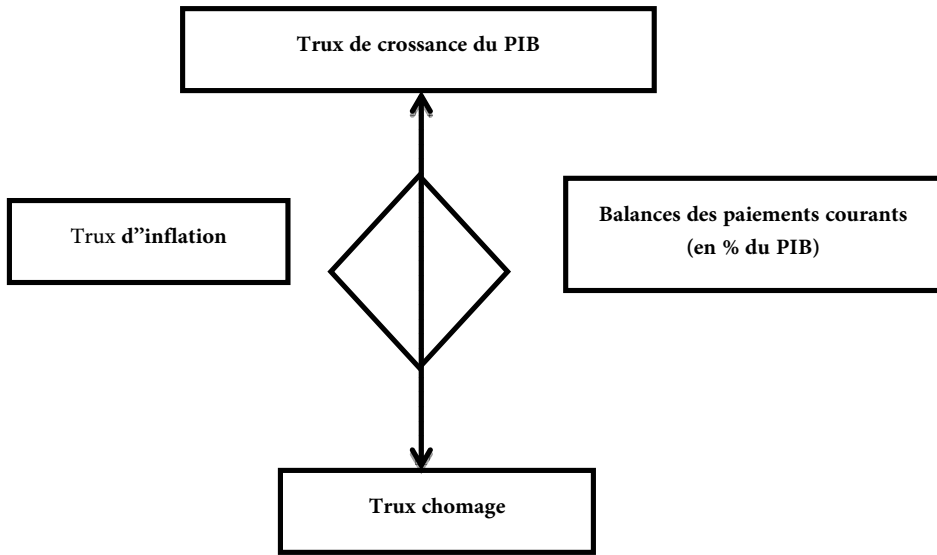 Trux de crossance du PIB
Trux d’’inflation
Balances des paiements courants
(en % du PIB)
Trux chomage